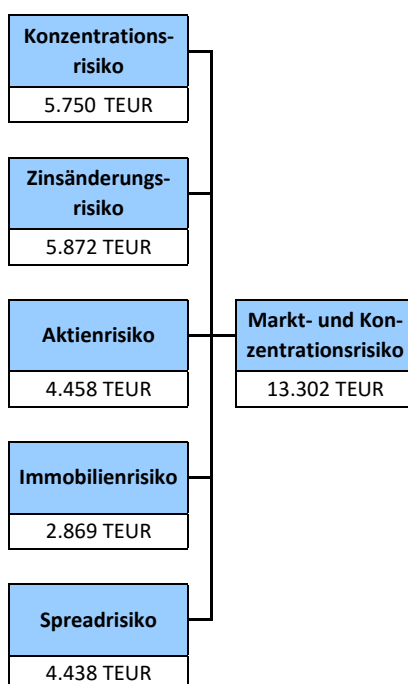 Konzentrations-
risiko
5.750 TEUR
Zinsänderungs-
risiko
5.872 TEUR
Aktienrisiko
4.458 TEUR
Markt- und Kon-
zentrationsrisiko
13.302 TEUR
Immobilienrisiko
2.869 TEUR
Spreadrisiko
4.438 TEUR